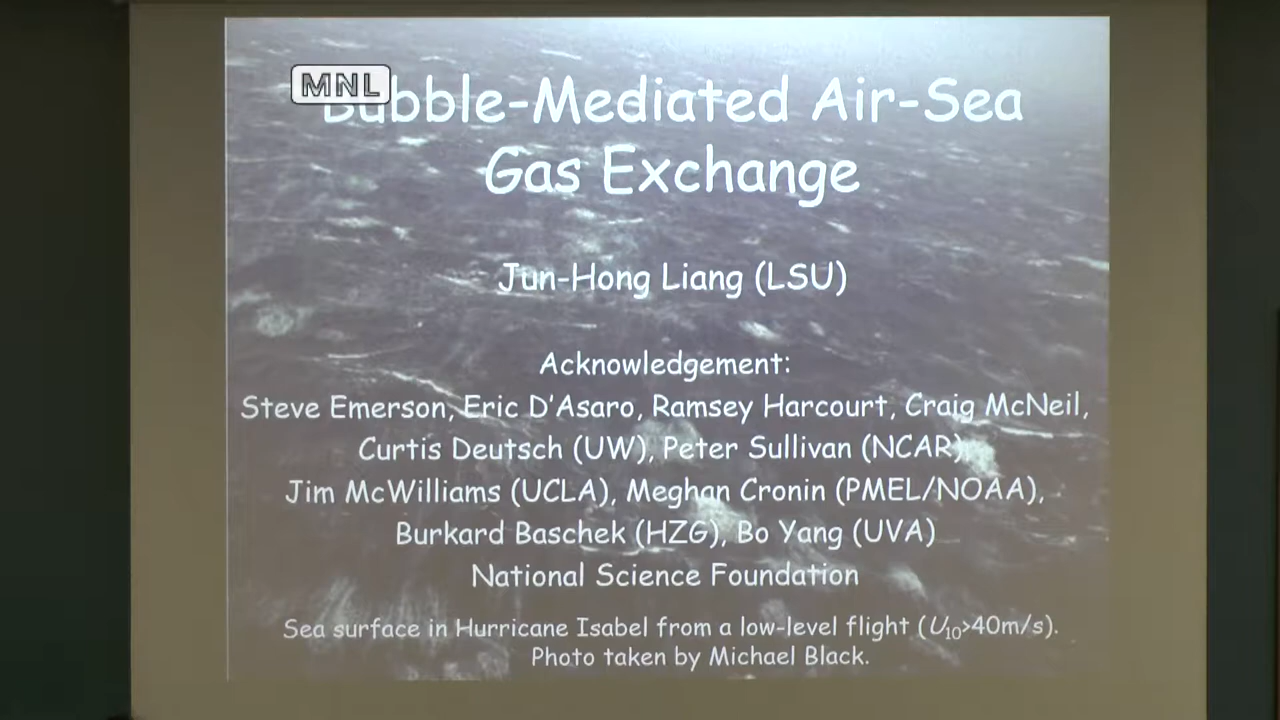 MNL
Bubble-Mediated Air-Sea
Gas Exchange
Jun-Hong Liang (LSU)
Acknowledgement:
Steve Emerson, Eric D’Asaro, Ramsey Harcourt, Craig McNeil,
Curtis Deutsch (UW), Peter Sullivan (NCAR),
Jim McWilliams (UCLA), Meghan Cronin (PMEL/NOAA),
Burkard Baschek (HZG), Bo Yang (UVA)
National Science Foundation
Sea surface in Hurricane Isabel from a low-level flight (U₁₀>40m/s).
Photo taken by Michael Black.